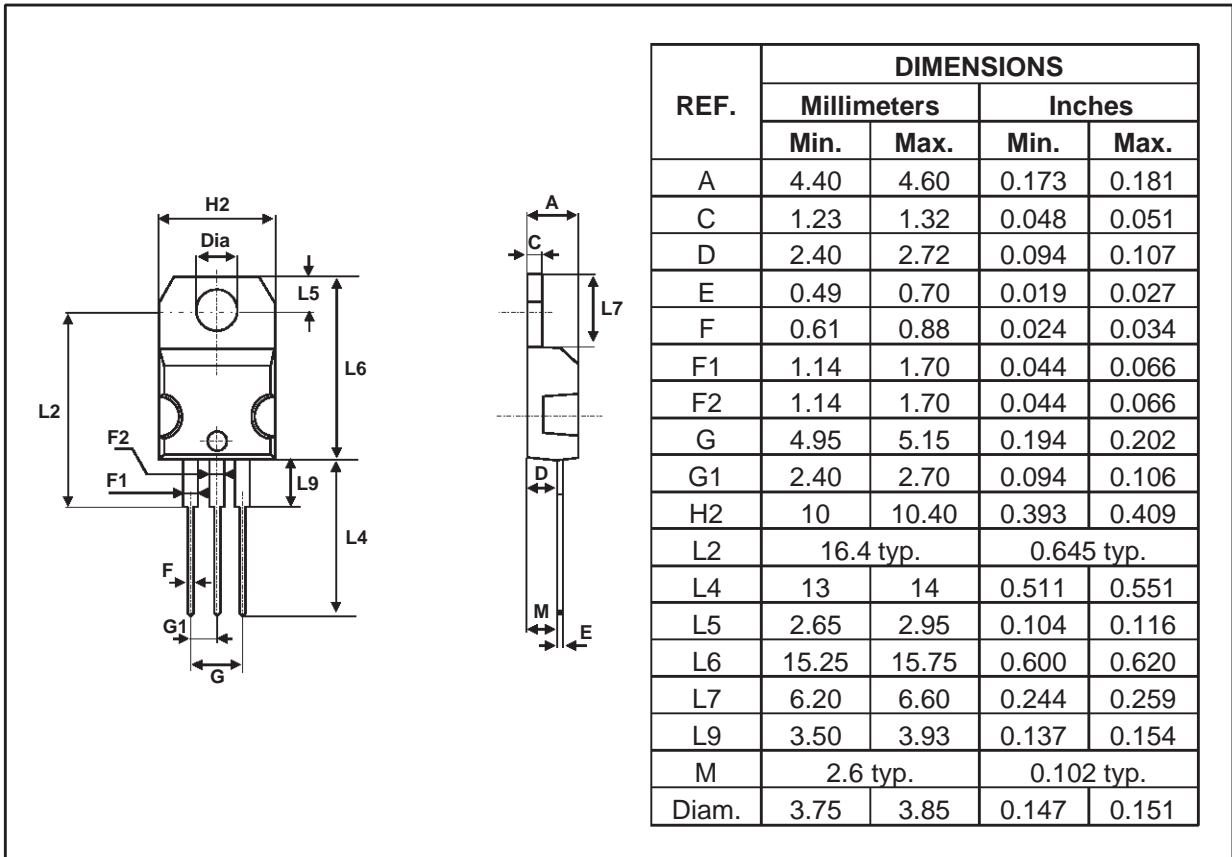 H2
Dia
L5
L6
L2
F2
F1
L9
L4
F
G1
G
A
C
L7
D
M
E
REF. DIMENSIONS
Millimeters Inches
Min. Max. Min. Max.
A 4.40 4.60 0.173 0.181
C 1.23 1.32 0.048 0.051
D 2.40 2.72 0.094 0.107
E 0.49 0.70 0.019 0.027
F 0.61 0.88 0.024 0.034
F1 1.14 1.70 0.044 0.066
F2 1.14 1.70 0.044 0.066
G 4.95 5.15 0.194 0.202
G1 2.40 2.70 0.094 0.106
H2 10 10.40 0.393 0.409
L2 16.4 typ. 0.645 typ.
L4 13 14 0.511 0.551
L5 2.65 2.95 0.104 0.116
L6 15.25 15.75 0.600 0.620
L7 6.20 6.60 0.244 0.259
L9 3.50 3.93 0.137 0.154
M 2.6 typ. 0.102 typ.
Diam. 3.75 3.85 0.147 0.151